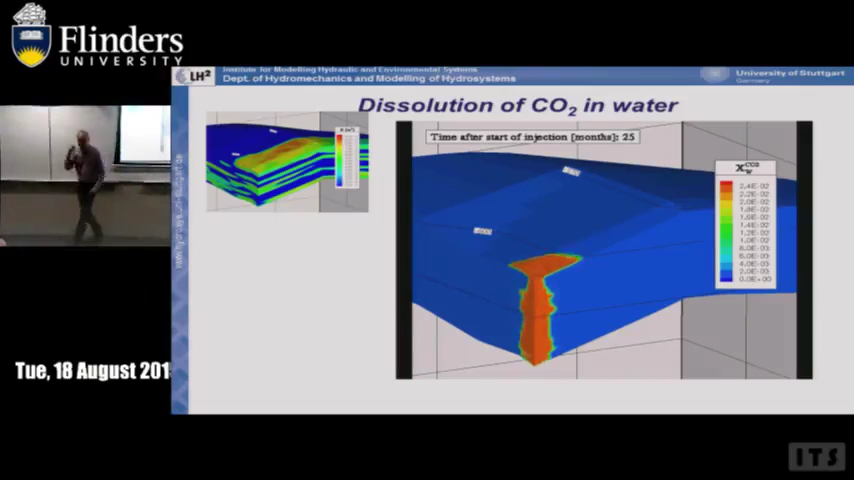 Flinders
UNIVERSITY
LH²
Institute for Modelling Hydraulic and Environmental Systems
Dept. of Hydromechanics and Modelling of Hydrosystems
University of Stuttgart
Germany
Dissolution of CO₂ in water
Time after start of injection [months]: 25
X CO2 w
2.4E-02
2.2E-02
2.0E-02
1.8E-02
1.6E-02
1.4E-02
1.2E-02
1.0E-02
8.0E-03
6.0E-03
4.0E-03
2.0E-03
0.0E+00
Tue, 18 August 201
ITS